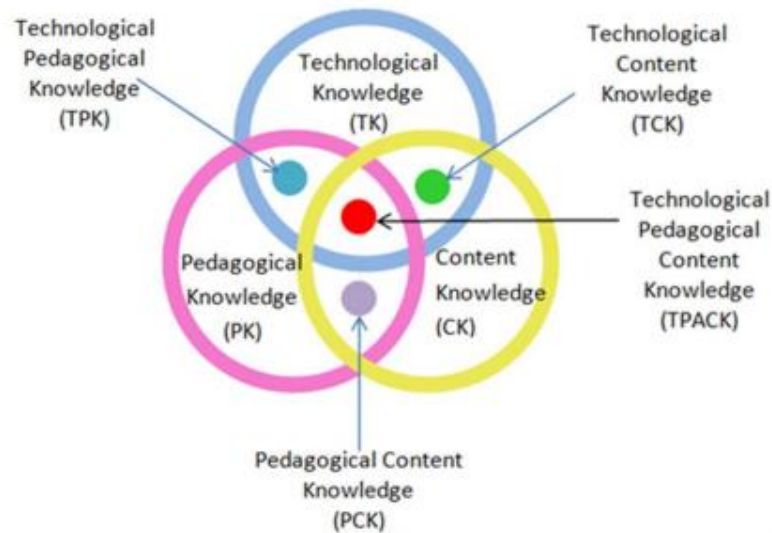 Technological
Pedagogical
Knowledge
(TPK)
Technological
Knowledge
(TK)
Technological
Content
Knowledge
(TCK)
Technological
Pedagogical
Content
Knowledge
(TPACK)
Pedagogical
Knowledge
(PK)
Content
Knowledge
(CK)
Pedagogical Content
Knowledge
(PCK)